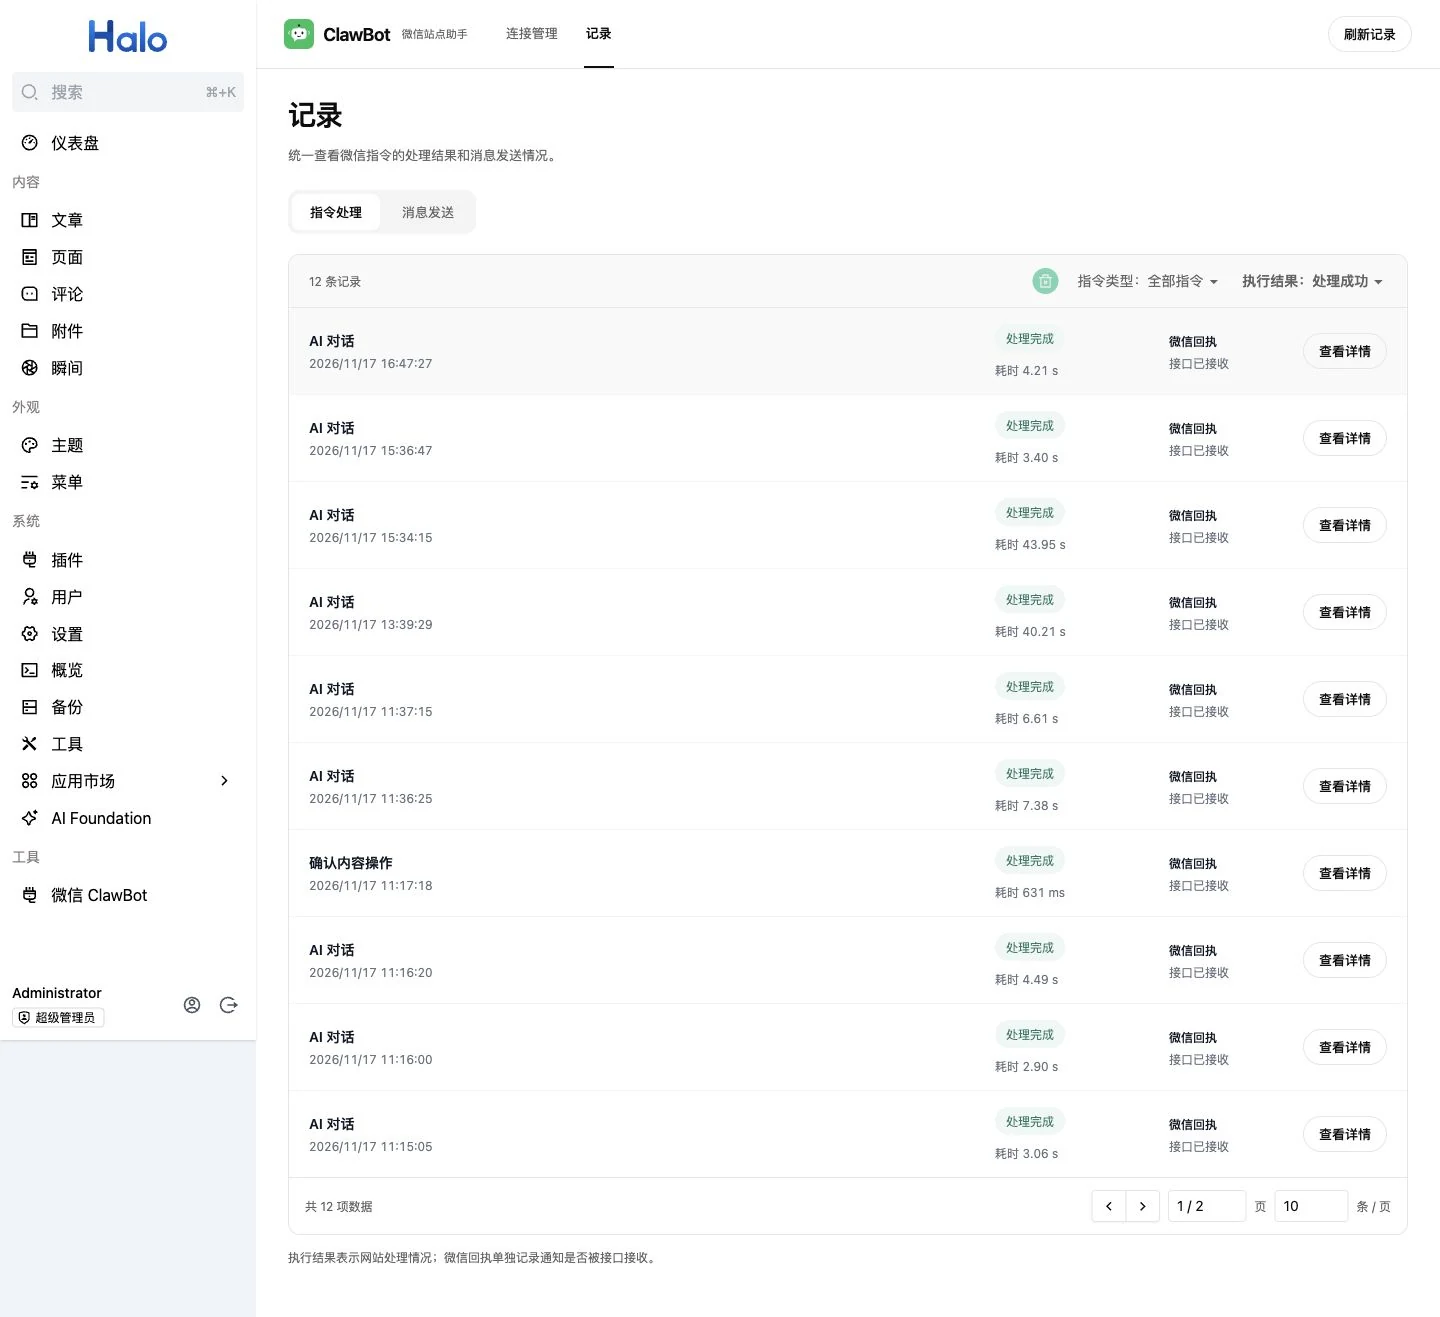 Halo
搜索 ⌘+K
仪表盘
内容
文章
页面
评论
附件
瞬间
外观
主题
菜单
系统
插件
用户
设置
概览
备份
工具
应用市场
AI Foundation
工具
微信 ClawBot
Administrator
超级管理员
ClawBot 微信站点助手 连接管理 记录 刷新记录
记录
统一查看微信指令的处理结果和消息发送情况。
指令处理 消息发送
12 条记录 指令类型：全部指令 执行结果：处理成功
AI 对话 处理完成 微信回执 查看详情
2026/11/17 16:47:27 耗时 4.21 s 接口已接收
AI 对话 处理完成 微信回执 查看详情
2026/11/17 15:36:47 耗时 3.40 s 接口已接收
AI 对话 处理完成 微信回执 查看详情
2026/11/17 15:34:15 耗时 43.95 s 接口已接收
AI 对话 处理完成 微信回执 查看详情
2026/11/17 13:39:29 耗时 40.21 s 接口已接收
AI 对话 处理完成 微信回执 查看详情
2026/11/17 11:37:15 耗时 6.61 s 接口已接收
AI 对话 处理完成 微信回执 查看详情
2026/11/17 11:36:25 耗时 7.38 s 接口已接收
确认内容操作 处理完成 微信回执 查看详情
2026/11/17 11:17:18 耗时 631 ms 接口已接收
AI 对话 处理完成 微信回执 查看详情
2026/11/17 11:16:20 耗时 4.49 s 接口已接收
AI 对话 处理完成 微信回执 查看详情
2026/11/17 11:16:00 耗时 2.90 s 接口已接收
AI 对话 处理完成 微信回执 查看详情
2026/11/17 11:15:05 耗时 3.06 s 接口已接收
共 12 项数据 1 / 2 页 10 条 / 页
执行结果表示网站处理情况；微信回执单独记录通知是否被接口接收。